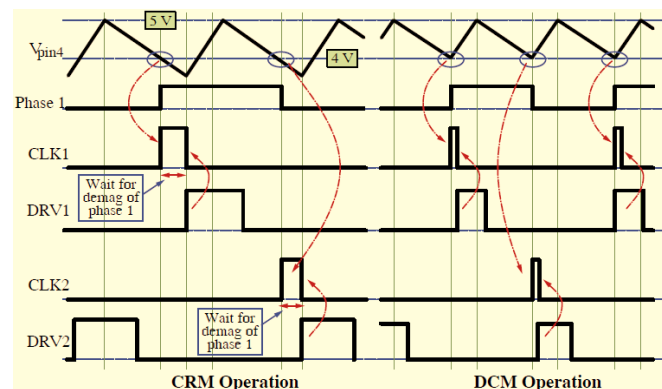 5 V
Vpin4
4 V
Phase 1
CLK1
Wait for
demag of
phase 1
DRV1
CLK2
Wait for
demag of
phase 1
DRV2
CRM Operation
DCM Operation